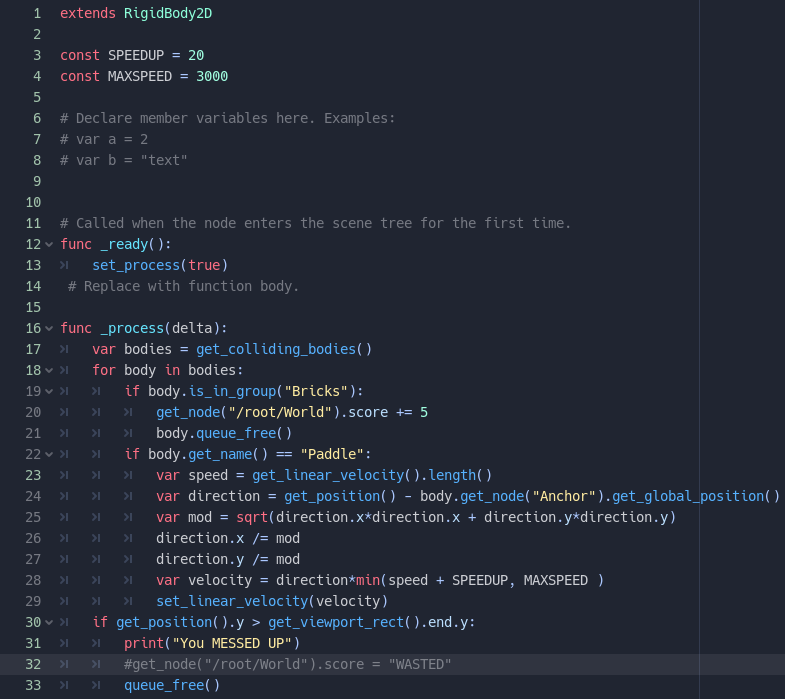 1 extends RigidBody2D
2
3 const SPEEDUP = 20
4 const MAXSPEED = 3000
5
6 # Declare member variables here. Examples:
7 # var a = 2
8 # var b = "text"
9
10
11 # Called when the node enters the scene tree for the first time.
12 func _ready():
13 set_process(true)
14 # Replace with function body.
15
16 func _process(delta):
17 var bodies = get_colliding_bodies()
18 for body in bodies:
19 if body.is_in_group("Bricks"):
20 get_node("/root/World").score += 5
21 body.queue_free()
22 if body.get_name() == "Paddle":
23 var speed = get_linear_velocity().length()
24 var direction = get_position() - body.get_node("Anchor").get_global_position()
25 var mod = sqrt(direction.x*direction.x + direction.y*direction.y)
26 direction.x /= mod
27 direction.y /= mod
28 var velocity = direction*min(speed + SPEEDUP, MAXSPEED )
29 set_linear_velocity(velocity)
30 if get_position().y > get_viewport_rect().end.y:
31 print("You MESSED UP")
32 #get_node("/root/World").score = "WASTED"
33 queue_free()